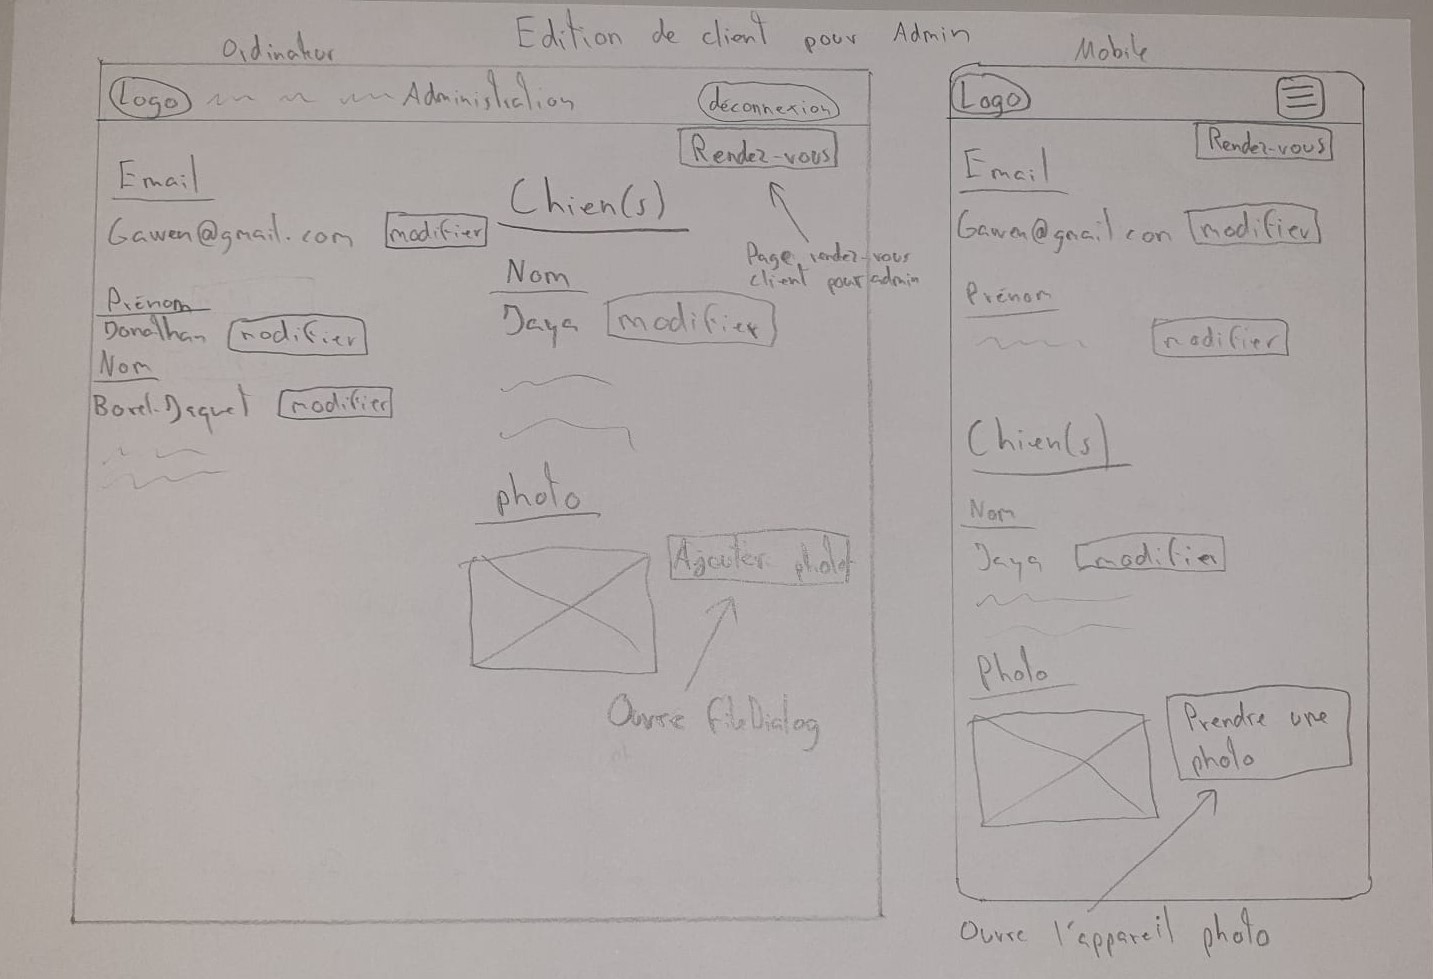 Edition de client pour Admin
Ordinateur
Logo Administration déconnexion
Rendez-vous
Page rendez-vous
client pour admin
Email
Gawen@gmail.com modifier
Prénom
Donathan modifier
Nom
Borel-Jaquet modifier
Chien(s)
Nom
Jaya modifier
photo
Ajouter photo
Ouvre fileDialog
Mobile
Logo
Rendez-vous
Email
Gawen@gmail com modifier
Prénom
modifier
Chien(s)
Nom
Jaya modifier
photo
Prendre une
photo
Ouvre l'appareil photo